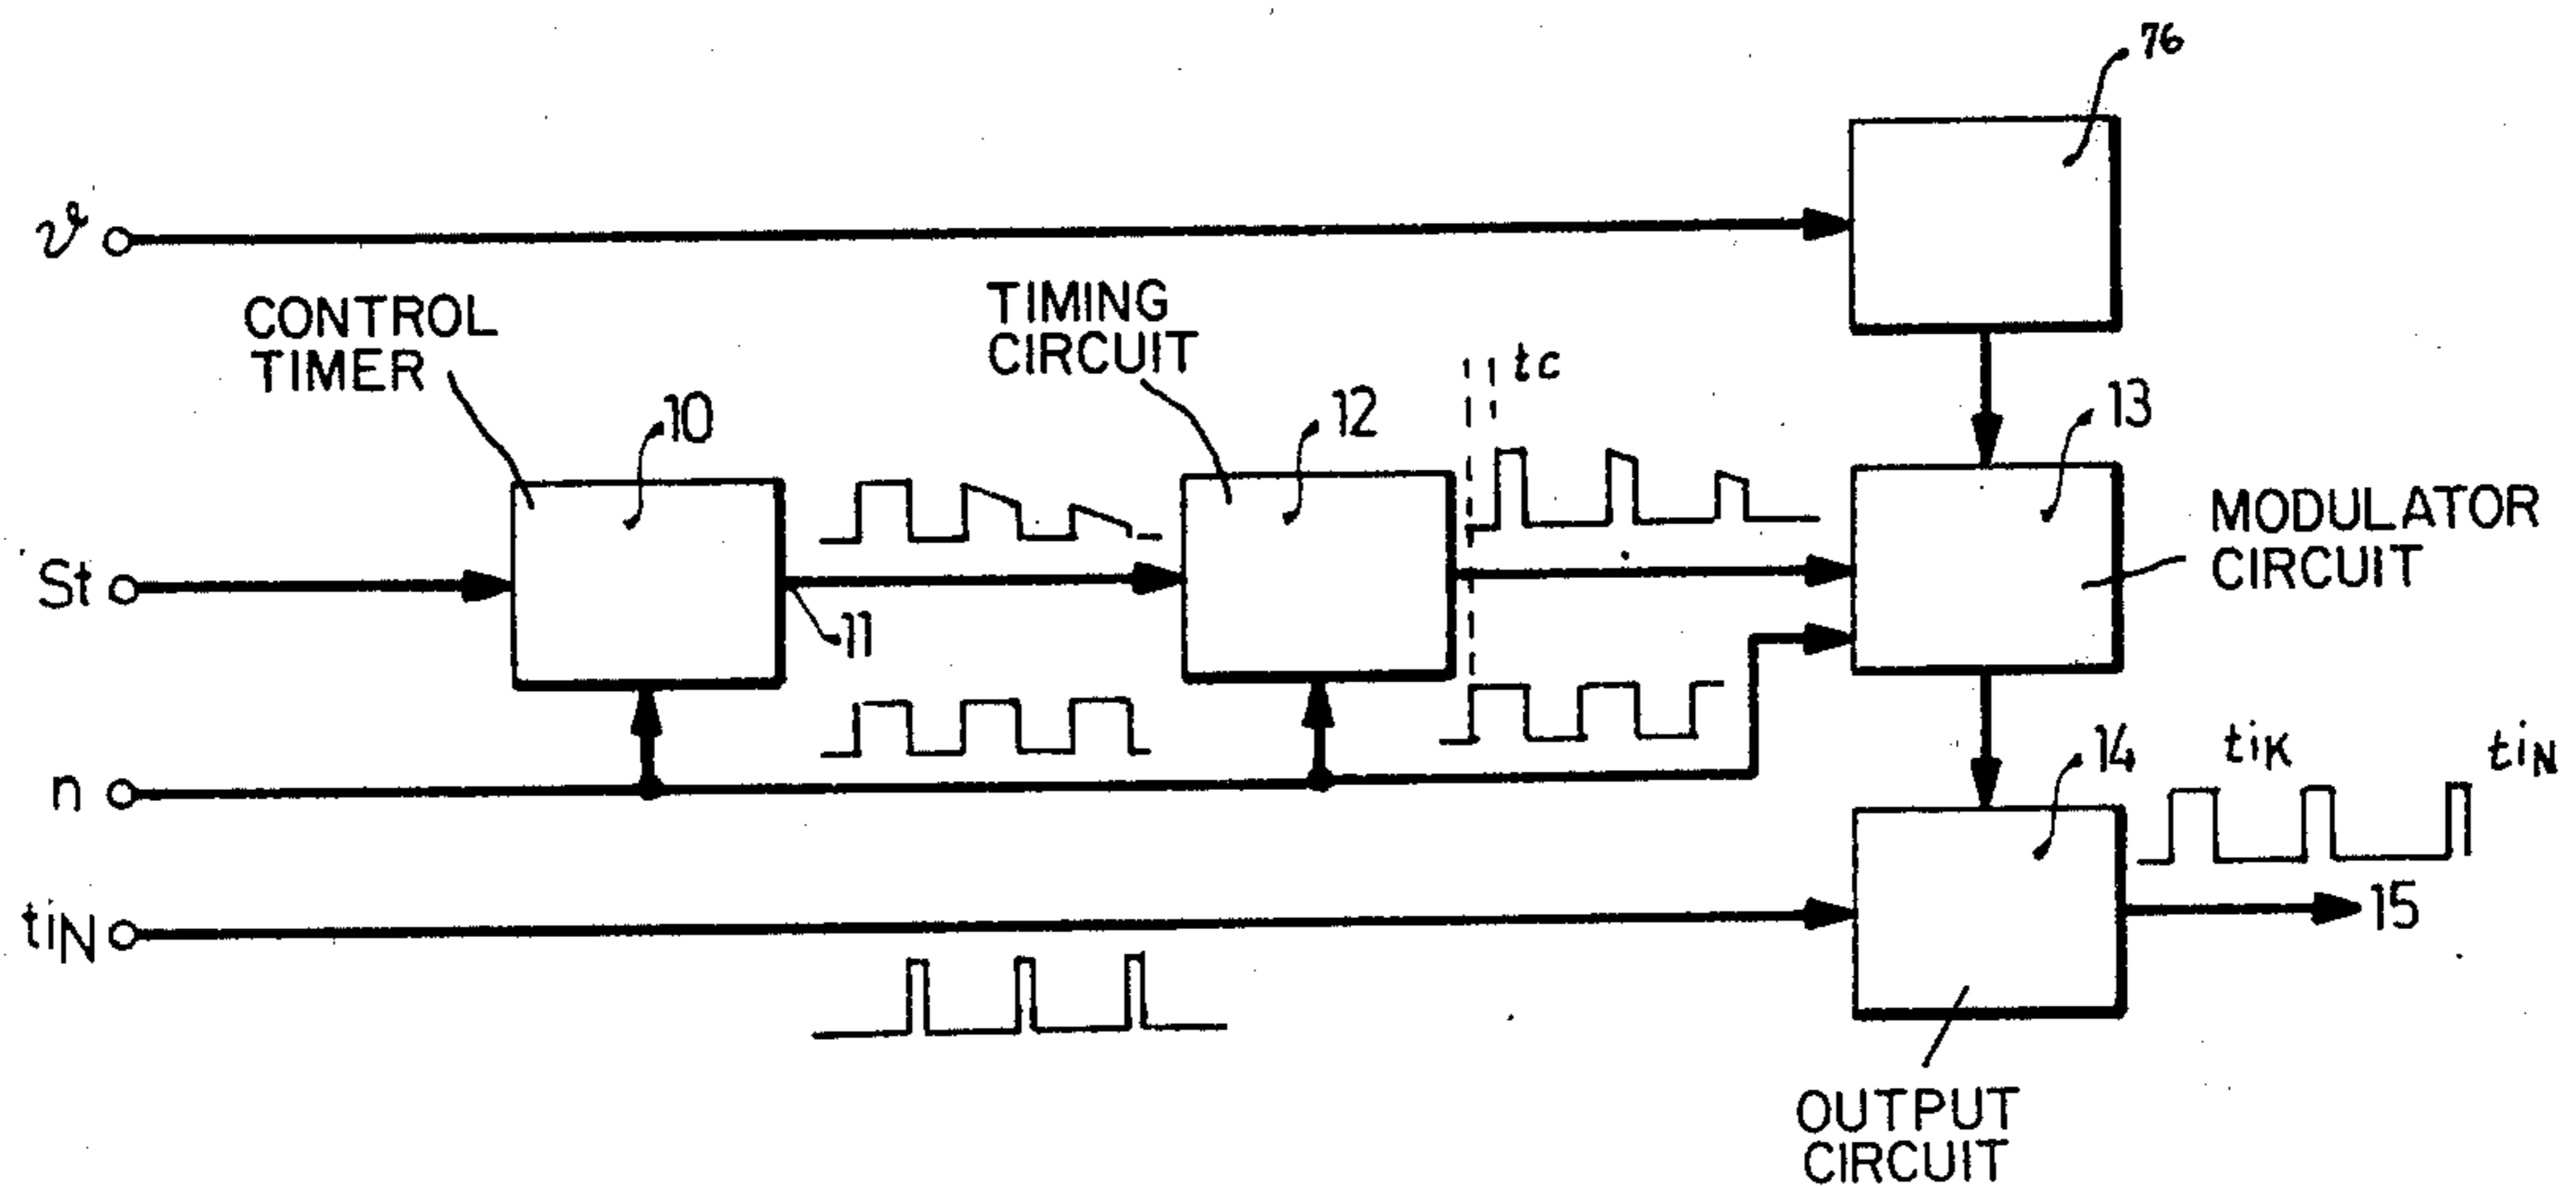 76
ϑ
CONTROL
TIMER
TIMING
CIRCUIT
tc
10
12
13
MODULATOR
CIRCUIT
St
11
n
14
tiK
tiN
tiN
15
OUTPUT
CIRCUIT